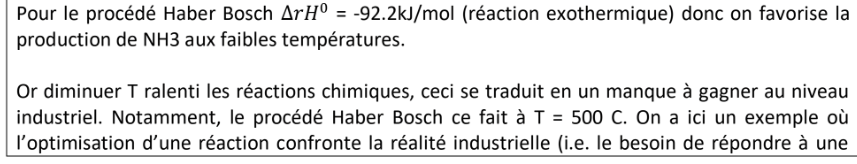 Pour le procédé Haber Bosch ΔrH⁰ = -92.2kJ/mol (réaction exothermique) donc on favorise la
production de NH3 aux faibles températures.
Or diminuer T ralenti les réactions chimiques, ceci se traduit en un manque à gagner au niveau
industriel. Notamment, le procédé Haber Bosch ce fait à T = 500 C. On a ici un exemple où
l’optimisation d’une réaction confronte la réalité industrielle (i.e. le besoin de répondre à une